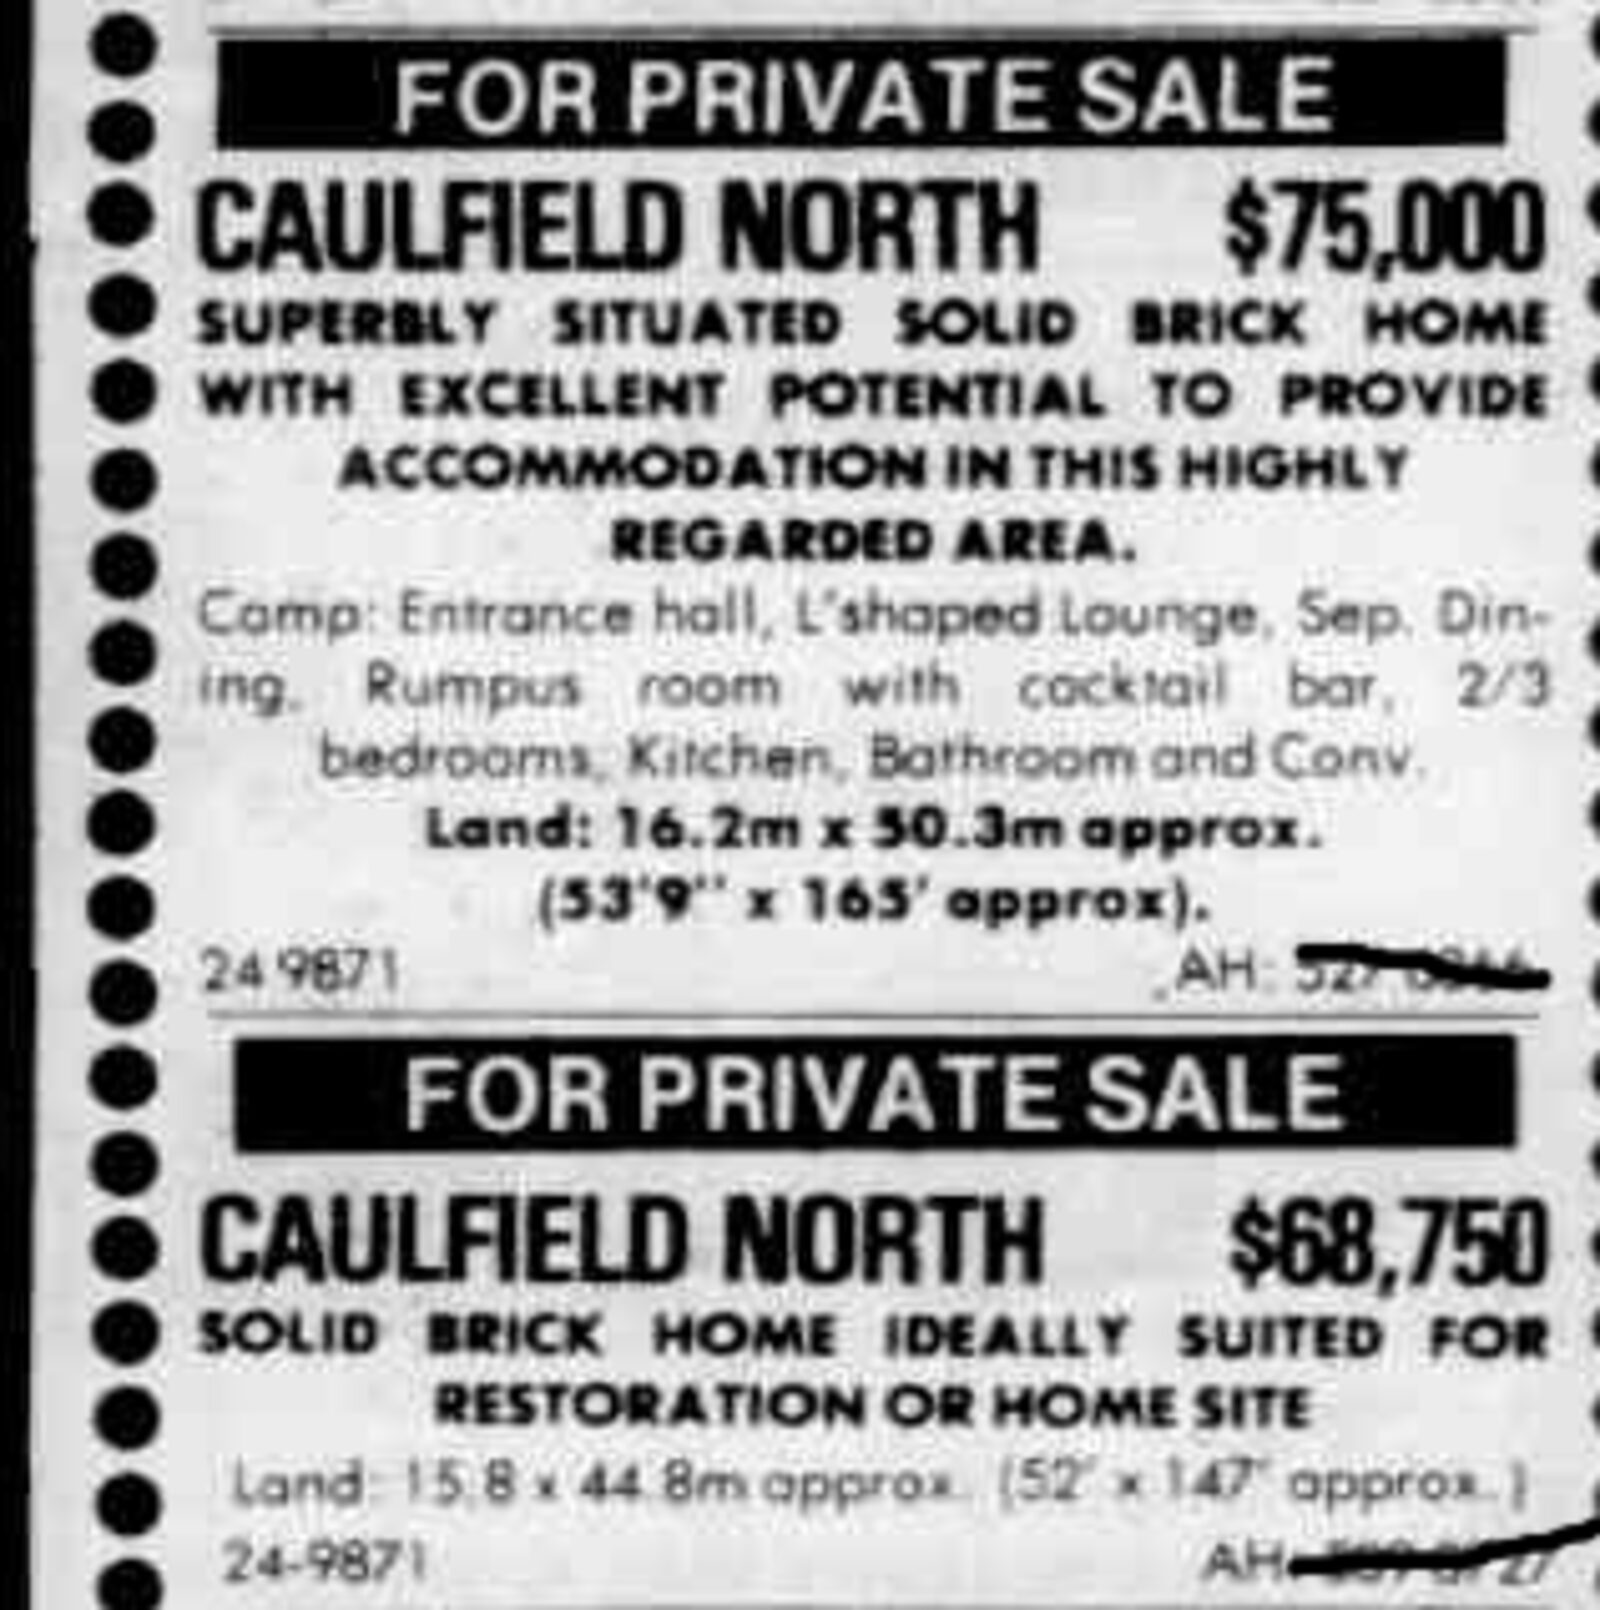 FOR PRIVATE SALE
CAULFIELD NORTH $75,000
SUPERBLY SITUATED SOLID BRICK HOME
WITH EXCELLENT POTENTIAL TO PROVIDE
ACCOMMODATION IN THIS HIGHLY
REGARDED AREA.
Comp: Entrance hall, L'shaped Lounge, Sep. Din-
ing, Rumpus room with cocktail bar, 2/3
bedrooms, Kitchen, Bathroom and Conv.
Land: 16.2m x 50.3m approx.
(53'9'' x 165' approx).
24 9871 AH:
FOR PRIVATE SALE
CAULFIELD NORTH $68,750
SOLID BRICK HOME IDEALLY SUITED FOR
RESTORATION OR HOME SITE
Land: 15.8 x 44.8m approx. (52' x 147' approx.)
24-9871 AH